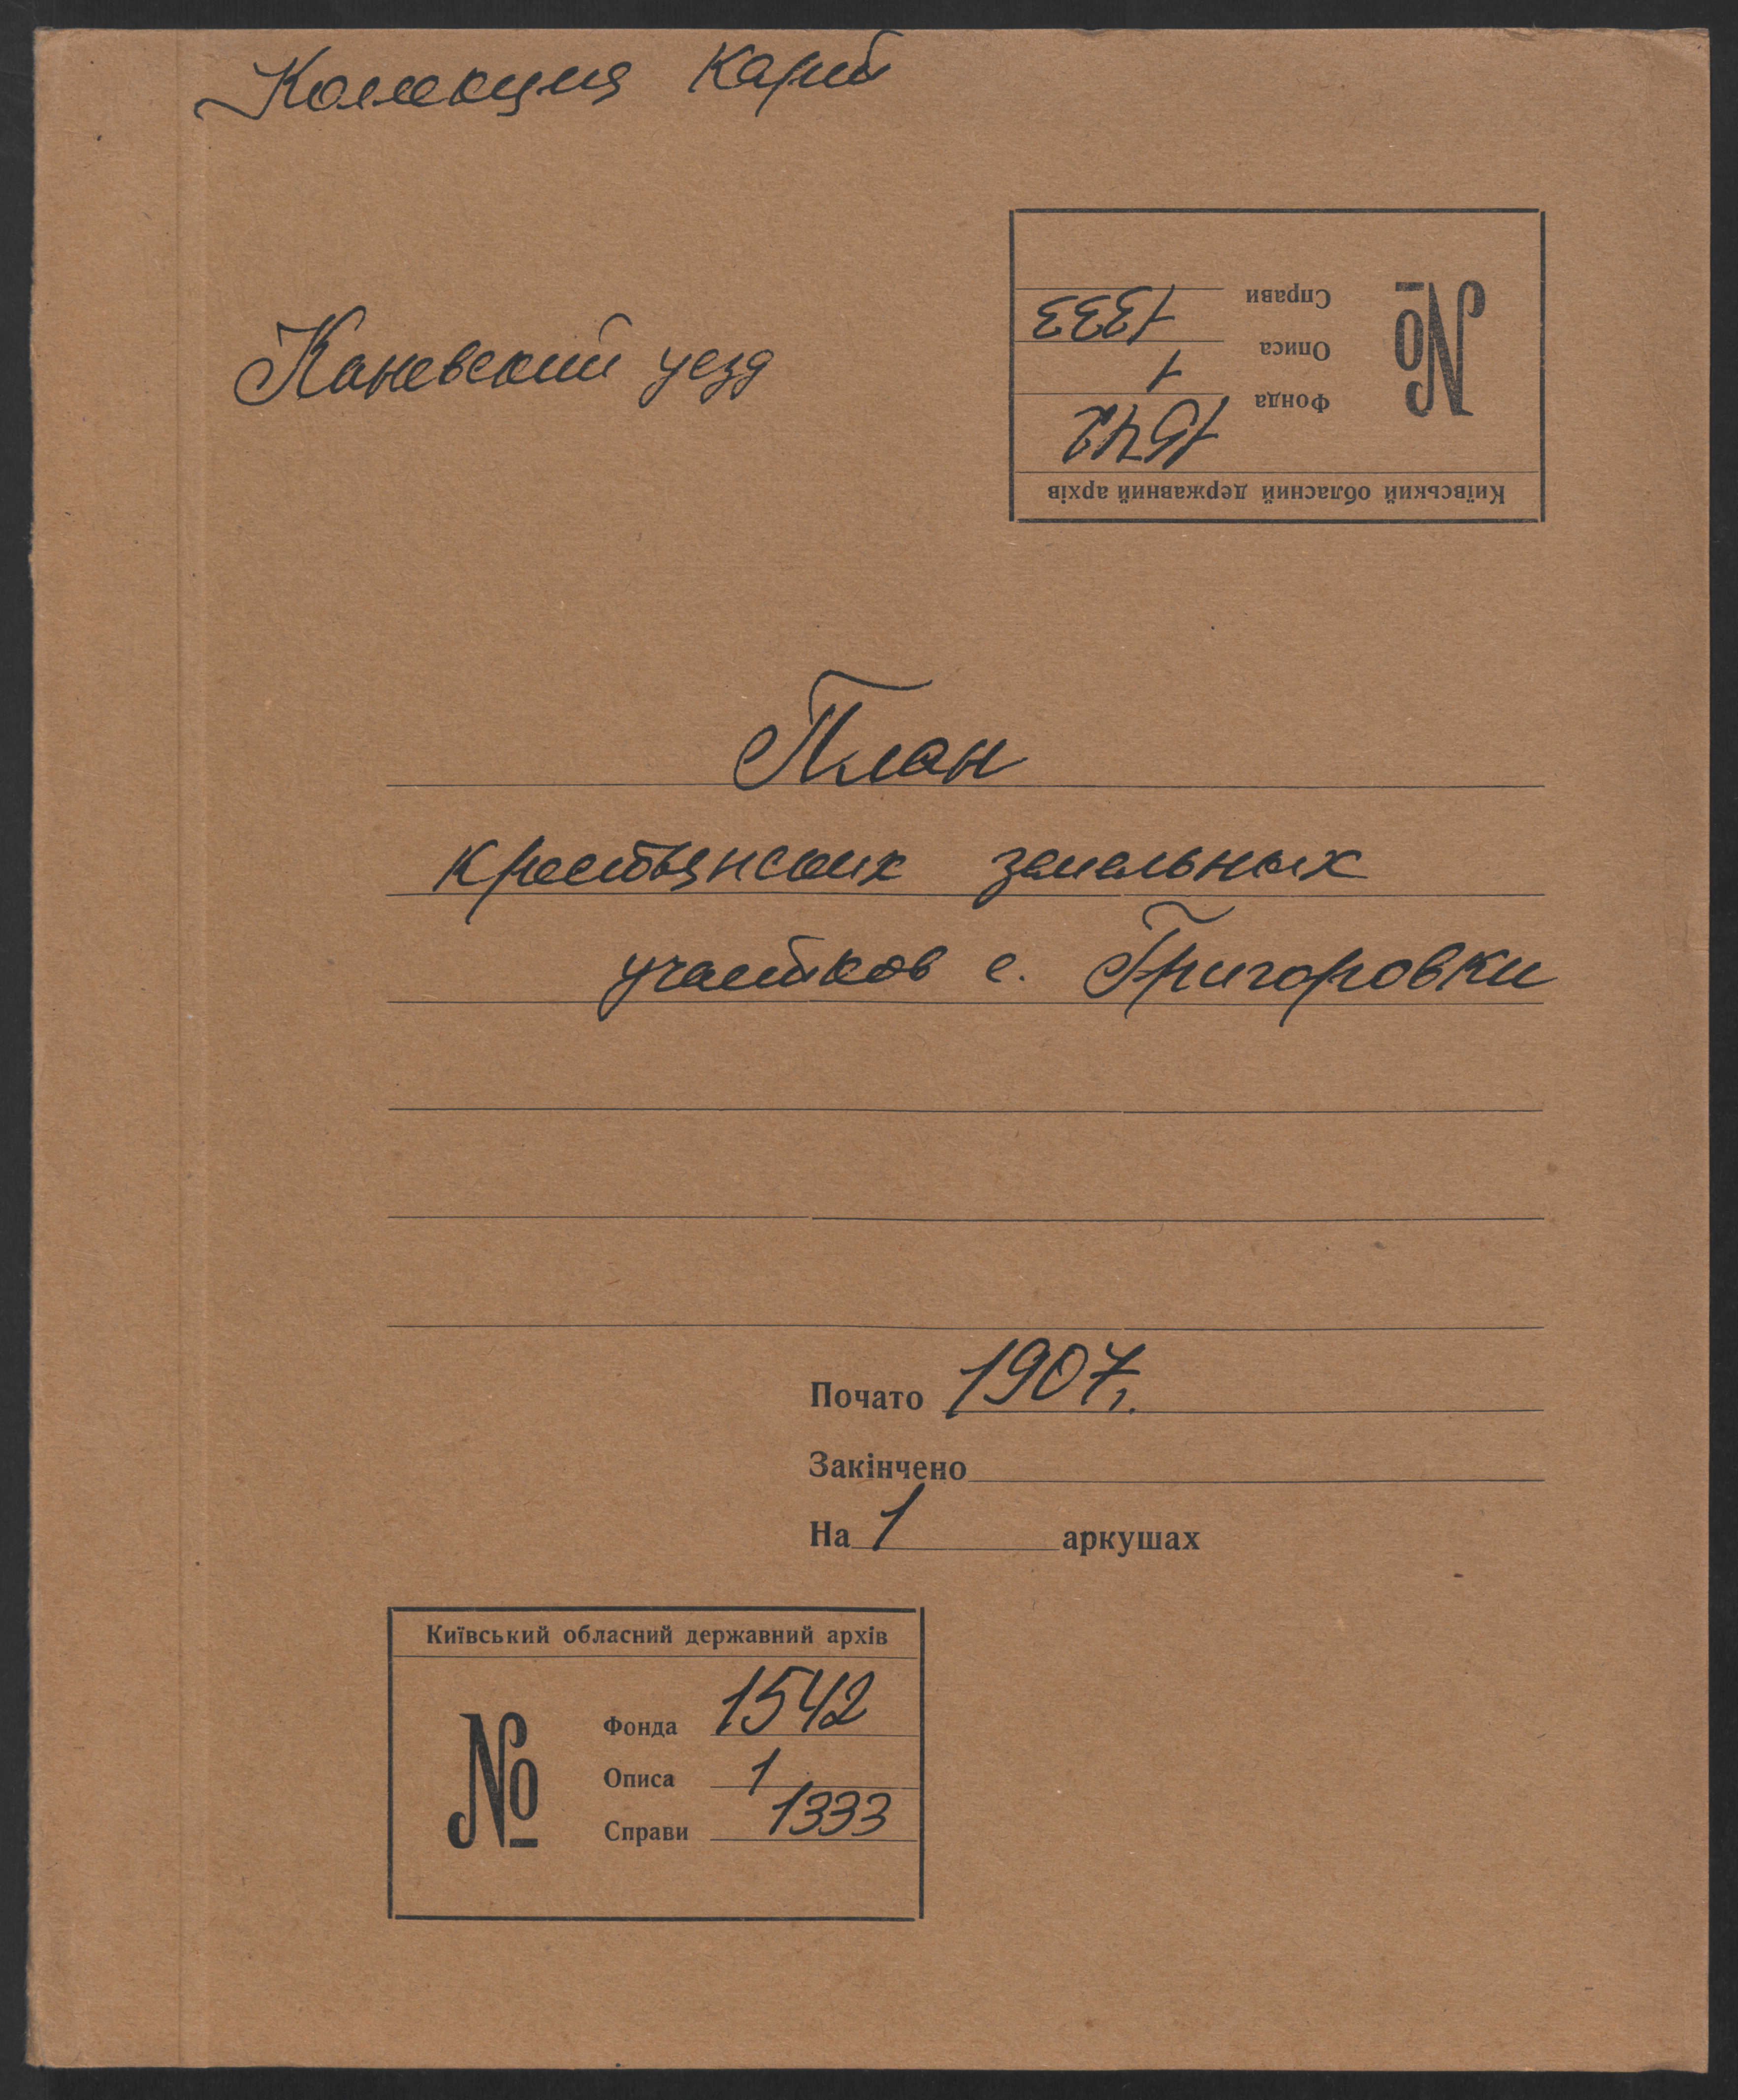 Коллекция карт
Каневский уезд
Справи 1333
Описа 1
Фонда 1542
Київський обласний державний архів
№
План
крестьянских земельных
участков с. Григоровки
Почато 1907г.
Закінчено
На 1 аркушах
Київський обласний державний архів
№
Фонда 1542
Описа 1
Справи 1333